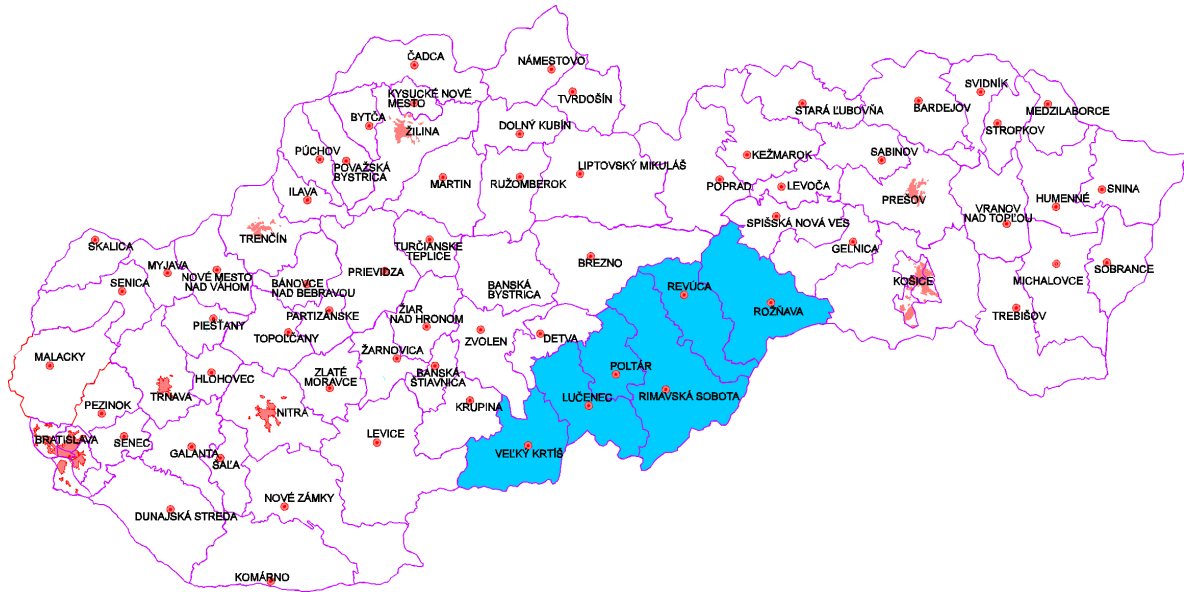 ČADCA
NÁMESTOVO
KYSUCKÉ NOVÉ
MESTO
TVRDOŠÍN
SVIDNÍK
STARÁ ĽUBOVŇA
BARDEJOV
MEDZILABORCE
BYTČA
ŽILINA
DOLNÝ KUBÍN
STROPKOV
PÚCHOV
POVAŽSKÁ
BYSTRICA
LIPTOVSKÝ MIKULÁŠ
KEŽMAROK
SABINOV
ILAVA
MARTIN
RUŽOMBEROK
POPRAD
LEVOČA
PREŠOV
SNINA
HUMENNÉ
VRANOV
NAD TOPĽOU
SPIŠSKÁ NOVÁ VES
TRENČÍN
SKALICA
TURČIANSKE
TEPLICE
GELNICA
MYJAVA
NOVÉ MESTO
NAD VÁHOM
PRIEVIDZA
BREZNO
SOBRANCE
SENICA
BÁNOVCE
NAD BEBRAVOU
BANSKÁ
BYSTRICA
REVÚCA
KOŠICE
MICHALOVCE
ROŽŇAVA
PIEŠŤANY
PARTIZÁNSKE
ŽIAR
NAD HRONOM
TREBIŠOV
TOPOĽČANY
ZVOLEN
DETVA
MALACKY
ŽARNOVICA
HLOHOVEC
ZLATÉ
MORAVCE
BANSKÁ
ŠTIAVNICA
POLTÁR
TRNAVA
RIMAVSKÁ SOBOTA
PEZINOK
NITRA
KRUPINA
LUČENEC
BRATISLAVA
SENEC
LEVICE
GALANTA
ŠAĽA
VEĽKÝ KRTÍŠ
NOVÉ ZÁMKY
DUNAJSKÁ STREDA
KOMÁRNO